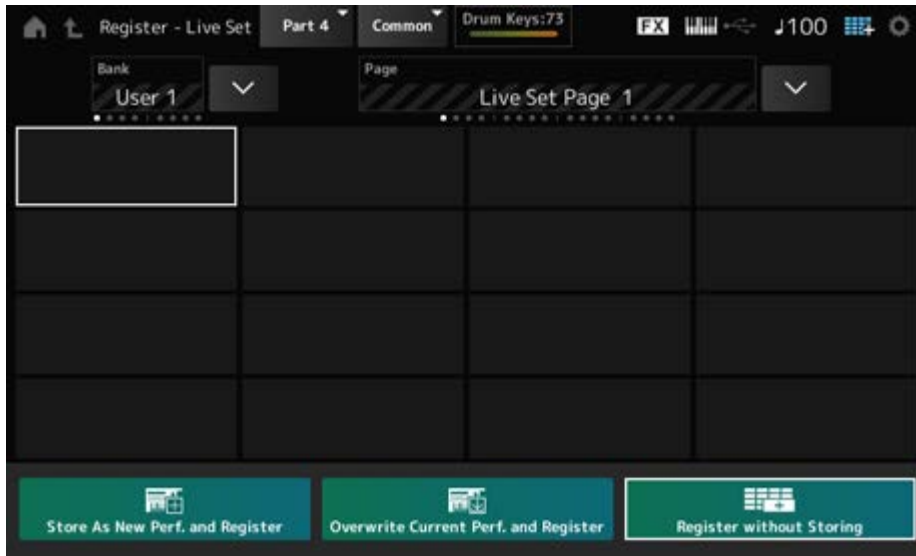 Register - Live Set
Part 4
Common
Drum Keys:73
FX
♩100
Bank
User 1
Page
Live Set Page 1
Store As New Perf. and Register
Overwrite Current Perf. and Register
Register without Storing